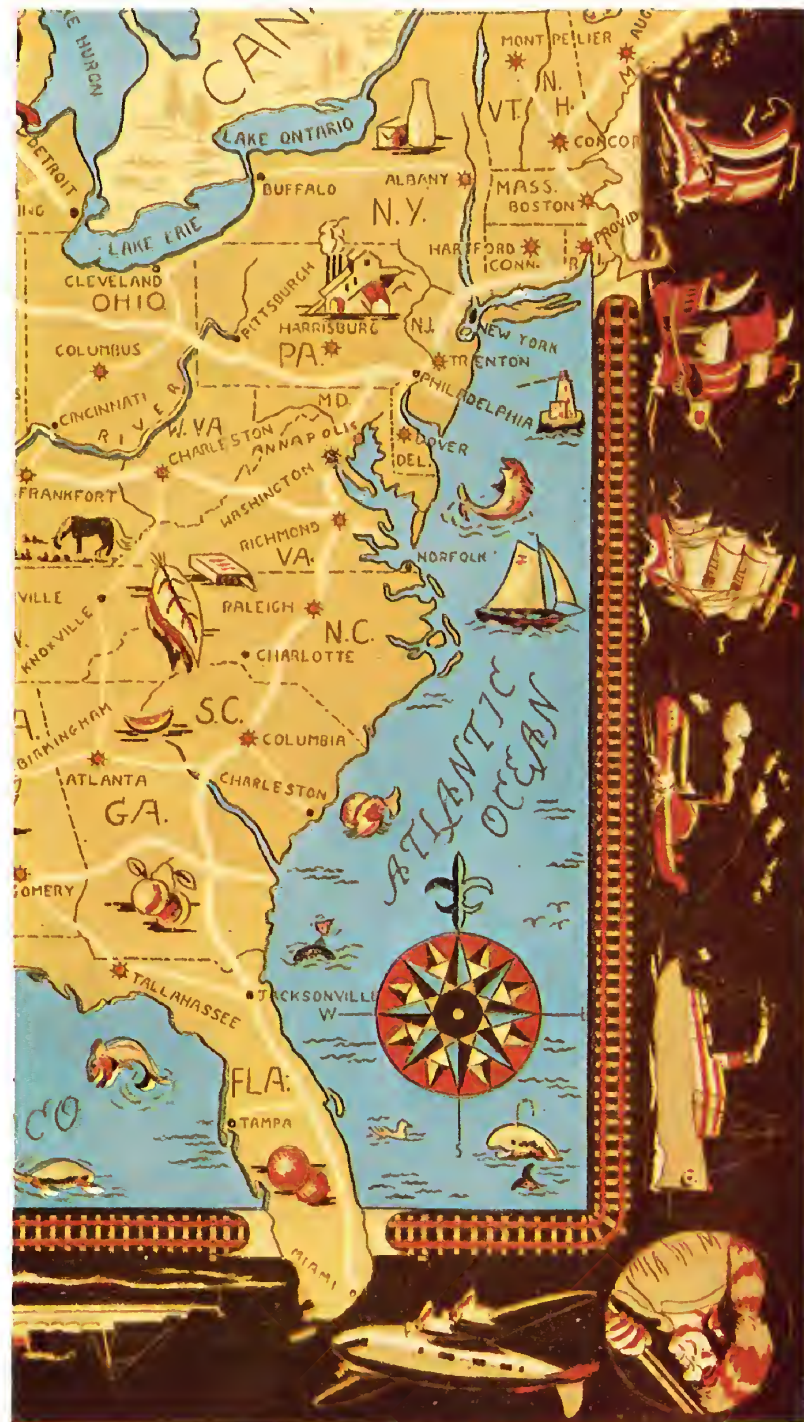 KE HURON
CAN
MONTPELIER
AUG
M
N.
H.
VT.
LAKE ONTARIO
CONCOR
DETROIT
BUFFALO
ALBANY
MASS.
BOSTON
ING
N.Y.
LAKE ERIE
HARTFORD
CONN.
R.I.
PROVID
CLEVELAND
OHIO
PITTSBURGH
HARRISBURG
N.J.
NEW YORK
COLUMBUS
PA.
TRENTON
PHILADELPHIA
MD.
CINCINNATI
RIVER
W.VA
CHARLESTON
ANNAPOLIS
DOVER
DEL.
FRANKFORT
WASHINGTON
RICHMOND
VA.
NORFOLK
VILLE
KNOXVILLE
RALEIGH
N.C.
CHARLOTTE
A.
BIRMINGHAM
S.C.
COLUMBIA
ATLANTA
CHARLESTON
GA.
ATLANTIC
OCEAN
GOMERY
TALLAHASSEE
JACKSONVILLE
W
FLA.
CO
TAMPA
S
MIAMI